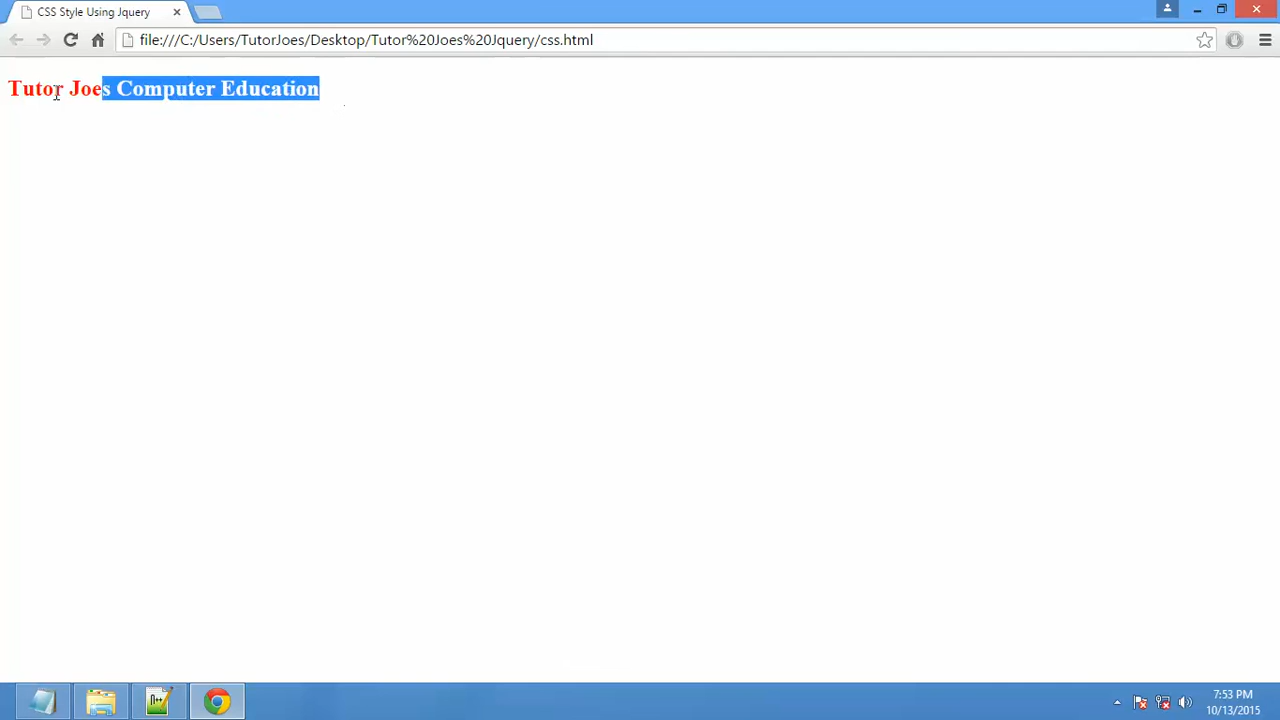 CSS Style Using Jquery
file:///C:/Users/TutorJoes/Desktop/Tutor%20Joes%20Jquery/css.html
Tutor Joes Computer Education
7:53 PM
10/13/2015